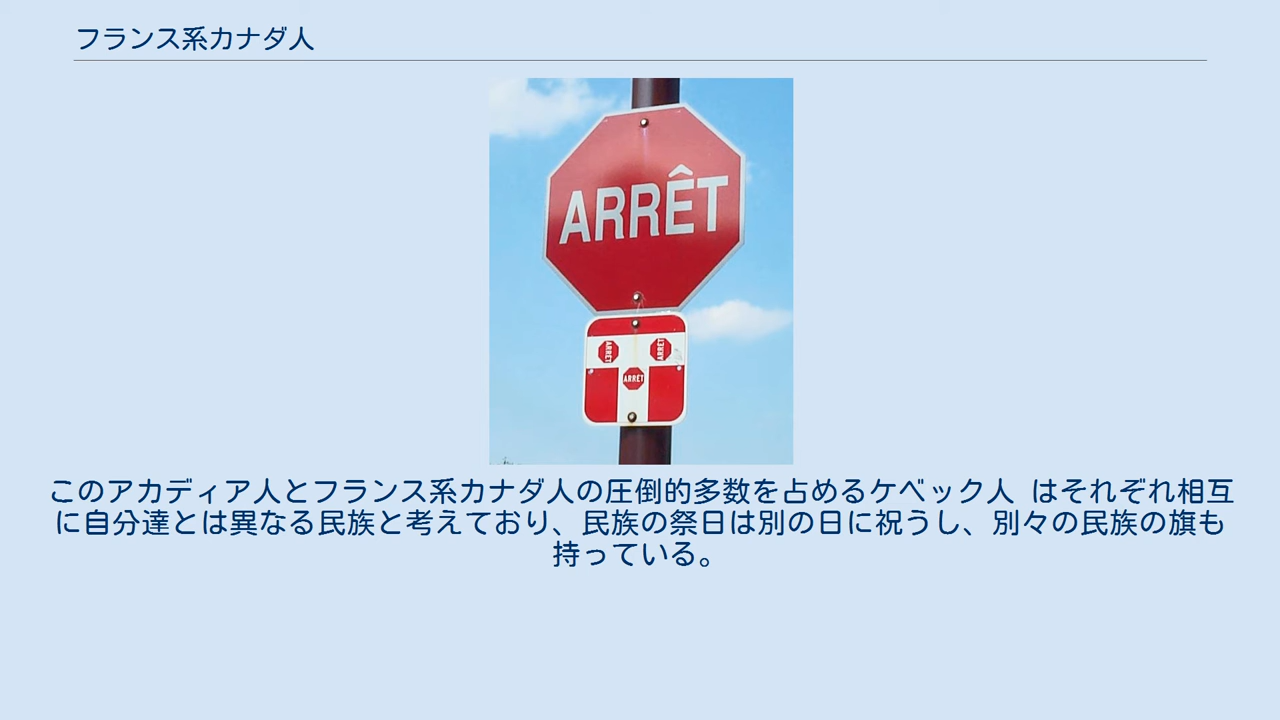 フランス系カナダ人
ARRÊT
ARRÊT
ARRÊT
ARRÊT
このアカディア人とフランス系カナダ人の圧倒的多数を占めるケベック人 はそれぞれ相互
に自分達とは異なる民族と考えており、民族の祭日は別の日に祝うし、別々の民族の旗も
持っている。